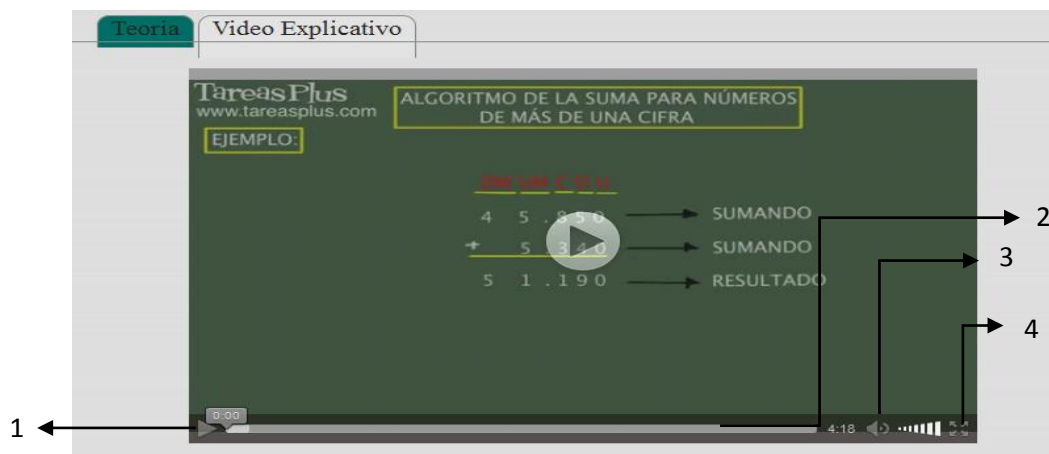 Teoria
Video Explicativo
TareasPlus
www.tareasplus.com
ALGORITMO DE LA SUMA PARA NÚMEROS
DE MÁS DE UNA CIFRA
EJEMPLO:
DM UM C D U
4 5 . 8 5 0 SUMANDO
+ 5 . 3 4 0 SUMANDO
5 1 . 1 9 0 RESULTADO
2
3
4
0:00
1
4:18